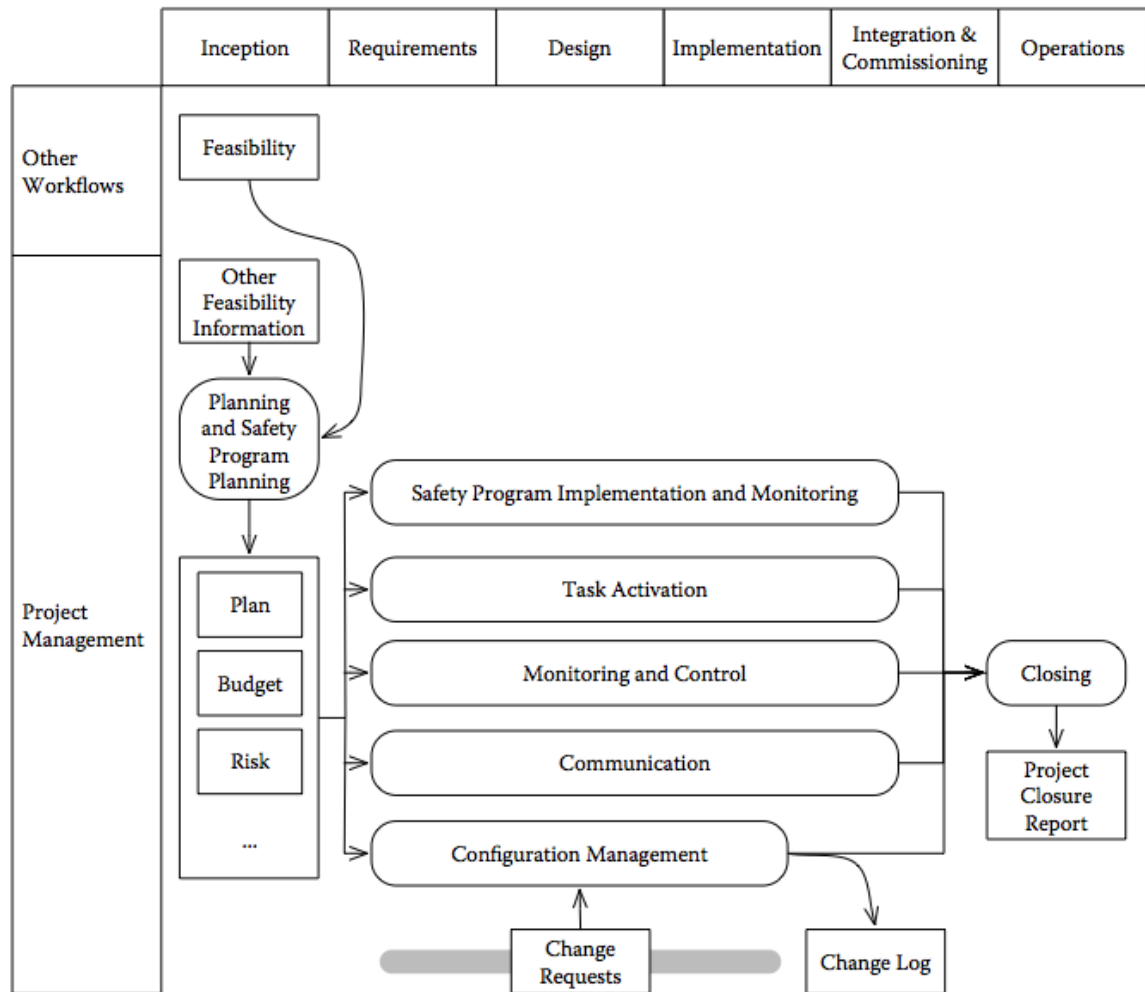 Inception
Requirements
Design
Implementation
Integration &
Commissioning
Operations
Other
Workflows
Feasibility
Project
Management
Other
Feasibility
Information
Planning
and Safety
Program
Planning
Plan
Budget
Risk
...
Safety Program Implementation and Monitoring
Task Activation
Monitoring and Control
Communication
Configuration Management
Change
Requests
Change Log
Closing
Project
Closure
Report